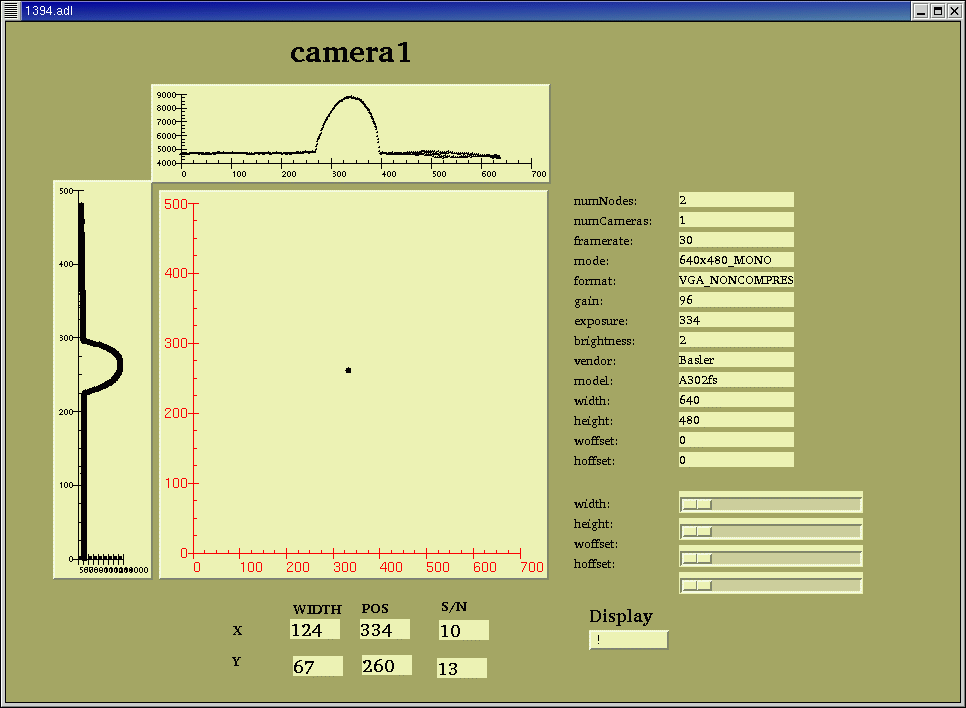 1394.adl
camera1
9000
8000
7000
6000
5000
4000
0 100 200 300 400 500 600 700
500
400
300
200
100
0
500
400
300
200
100
0
0 100 200 300 400 500 600 700
numNodes: 2
numCameras: 1
framerate: 30
mode: 640x480_MONO
format: VGA_NONCOMPRES
gain: 96
exposure: 334
brightness: 2
vendor: Basler
model: A302fs
width: 640
height: 480
woffset: 0
hoffset: 0
width:
height:
woffset:
hoffset:
WIDTH POS S/N
X 124 334 10
Y 67 260 13
Display
!